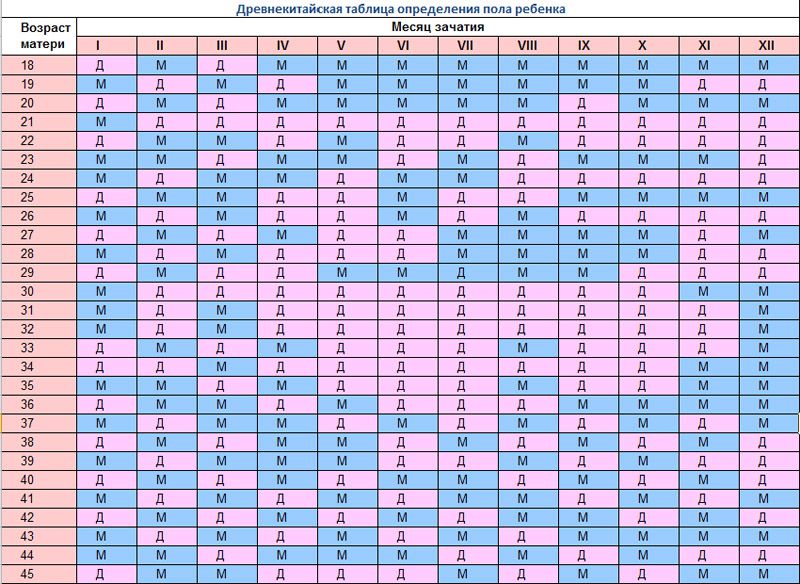 Древнекитайская таблица определения пола ребенка
Возраст матери Месяц зачатия
I II III IV V VI VII VIII IX X XI XII
18 Д М Д М М М М М М М М М
19 М Д М Д М М М М М М Д Д
20 Д М Д М М М М М Д М М М
21 М Д Д Д Д Д Д Д Д Д Д Д
22 Д М М Д М Д Д М Д Д Д Д
23 М М Д М М Д М Д М М М Д
24 М Д М М Д М М Д Д Д Д Д
25 Д М М Д Д М Д Д М М М М
26 М Д М Д Д М Д М Д Д Д Д
27 Д М Д М Д Д М М М М Д М
28 М Д М Д Д Д М М М М Д Д
29 Д М Д Д М М Д М М Д Д Д
30 М Д Д Д Д Д Д Д Д Д М М
31 М Д М Д Д Д Д Д Д Д Д М
32 М Д М Д Д Д Д Д Д Д Д М
33 Д М Д М Д Д Д М Д Д Д М
34 Д Д М Д Д Д Д Д Д Д М М
35 М М Д М Д Д Д М Д Д М М
36 Д М М Д М Д Д Д М М М М
37 М Д М М Д М Д М Д М Д М
38 Д М Д М М Д М Д М Д М Д
39 М Д М М М Д Д М Д М Д Д
40 Д М Д М Д М М Д М Д М Д
41 М Д М Д М Д М М Д М Д М
42 Д М Д М Д М Д М М Д М Д
43 М Д М Д М Д М Д М М М М
44 М М Д М М М Д М Д М Д Д
45 Д М М Д Д Д М Д М Д М М